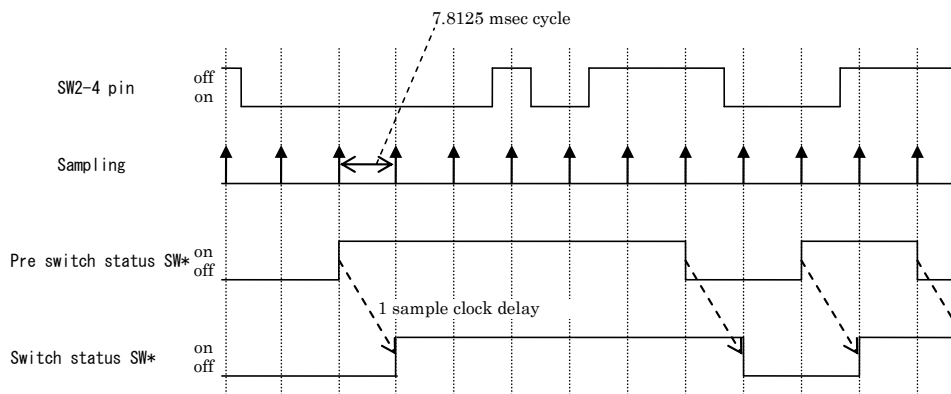 7.8125 msec cycle
SW2-4 pin
off
on
Sampling
Pre switch status SW*
on
off
1 sample clock delay
Switch status SW*
on
off